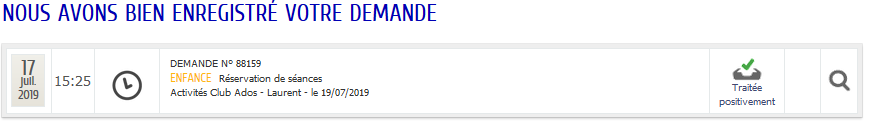 NOUS AVONS BIEN ENREGISTRÉ VOTRE DEMANDE
17
juil.
2019
15:25
DEMANDE N° 88159
ENFANCE Réservation de séances
Activités Club Ados - Laurent - le 19/07/2019
Traitée
positivement